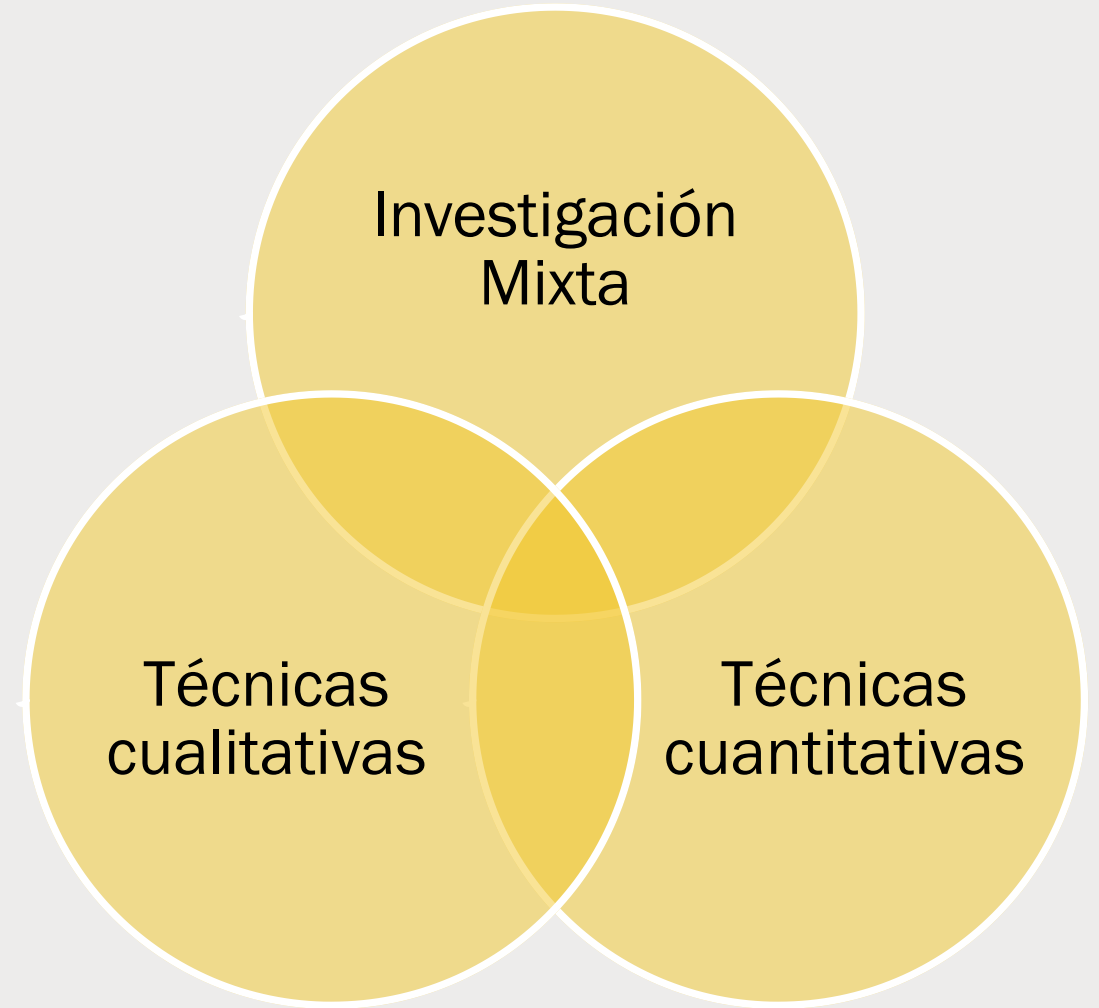 Investigación
Mixta
Técnicas
cualitativas
Técnicas
cuantitativas